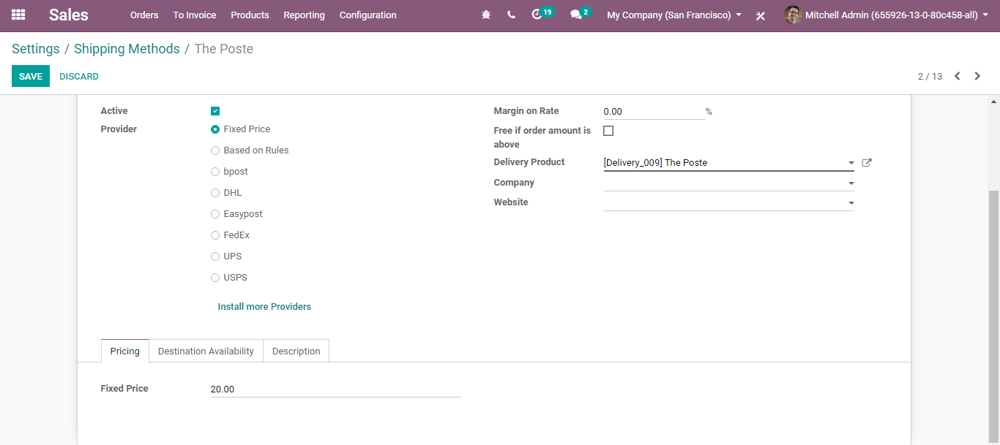 Sales Orders To Invoice Products Reporting Configuration 19 2 My Company (San Francisco) Mitchell Admin (655926-13-0-80c458-all)
Settings / Shipping Methods / The Poste
SAVE DISCARD 2 / 13
Active
Provider
Fixed Price
Based on Rules
bpost
DHL
Easypost
FedEx
UPS
USPS
Install more Providers
Margin on Rate 0.00 %
Free if order amount is
above
Delivery Product [Delivery_009] The Poste
Company
Website
Pricing Destination Availability Description
Fixed Price 20.00